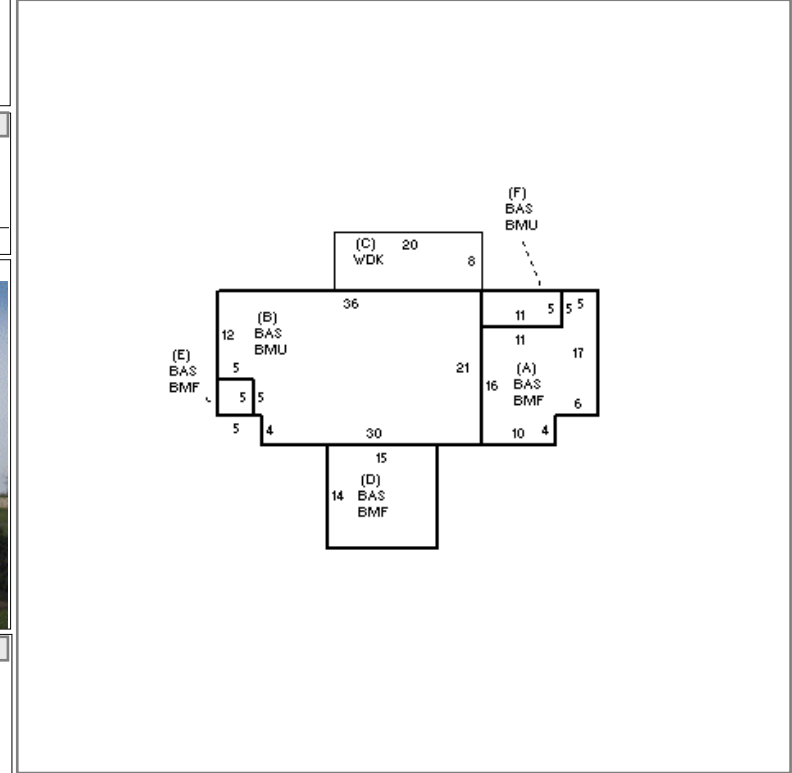 (F)
BAS
BMU
(C) 20
WDK 8
36
11 5 5 5
(B)
BAS
BMU
12
11
17
(E)
BAS
BMF
5
21
(A)
BAS
BMF
16
5 5
6
5 4
30
10 4
15
(D)
BAS
BMF
14